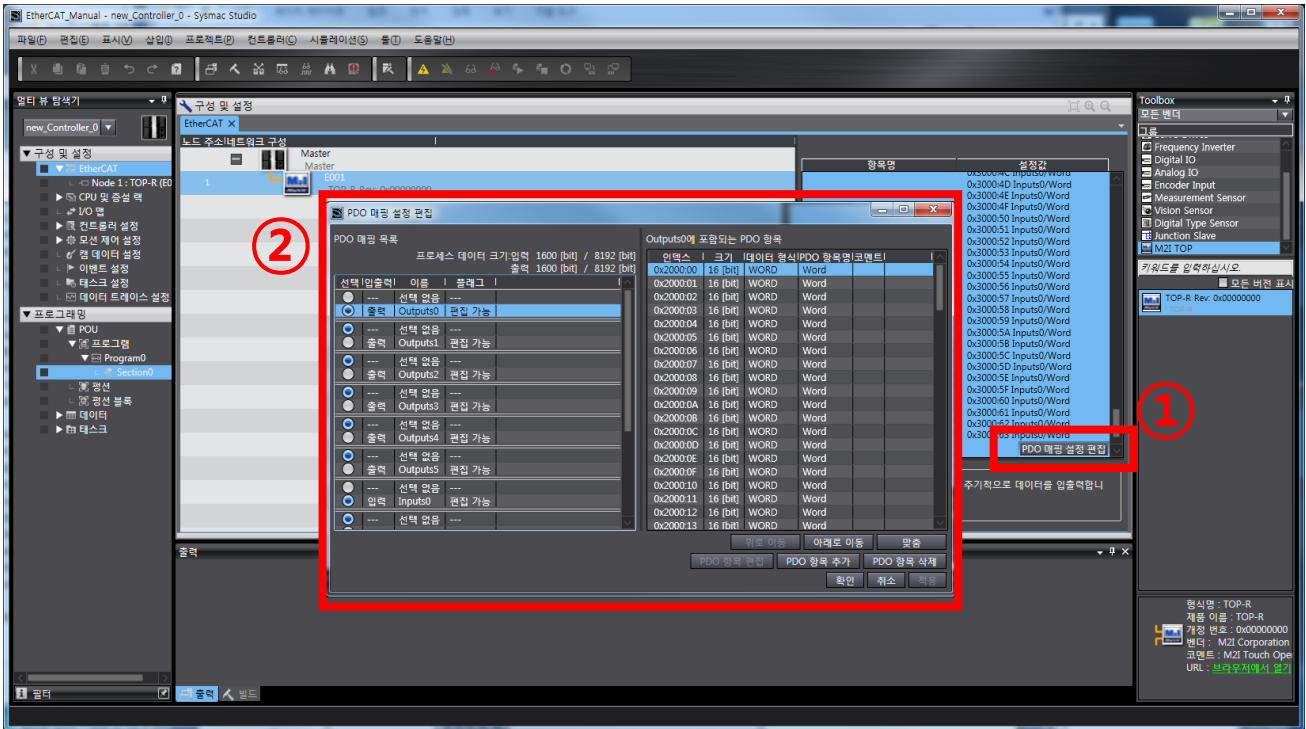 EtherCAT_Manual - new_Controller_0 - Sysmac Studio
파일(F) 편집(E) 표시(V) 삽입(I) 프로젝트(P) 컨트롤러(C) 시뮬레이션(S) 툴(T) 도움말(H)
멀티 뷰 탐색기
new_Controller_0
구성 및 설정
EtherCAT
Node 1 : TOP-R (E0
CPU 및 증설 랙
I/O 맵
컨트롤러 설정
모션 제어 설정
캠 데이터 설정
이벤트 설정
태스크 설정
데이터 트레이스 설정
프로그래밍
POU
프로그램
Program0
Section0
펑션
펑션 블록
데이터
태스크
필터
구성 및 설정
EtherCAT
노드 주소 네트워크 구성
Master
Master
1
E001
TOP-R Rev: 0x00000000
항목명 설정값
0x3000:4C Inputs0/Word
0x3000:4D Inputs0/Word
0x3000:4E Inputs0/Word
0x3000:4F Inputs0/Word
0x3000:50 Inputs0/Word
0x3000:51 Inputs0/Word
0x3000:52 Inputs0/Word
0x3000:53 Inputs0/Word
0x3000:54 Inputs0/Word
0x3000:55 Inputs0/Word
0x3000:56 Inputs0/Word
0x3000:57 Inputs0/Word
0x3000:58 Inputs0/Word
0x3000:59 Inputs0/Word
0x3000:5A Inputs0/Word
0x3000:5B Inputs0/Word
0x3000:5C Inputs0/Word
0x3000:5D Inputs0/Word
0x3000:5E Inputs0/Word
0x3000:5F Inputs0/Word
0x3000:60 Inputs0/Word
0x3000:61 Inputs0/Word
0x3000:62 Inputs0/Word
0x3000:63 Inputs0/Word
PDO 매핑 설정 편집
①
주기적으로 데이터를 입출력합니
②
PDO 매핑 설정 편집
PDO 매핑 목록
프로세스 데이터 크기:입력 1600 [bit] / 8192 [bit]
출력 1600 [bit] / 8192 [bit]
선택 입출력 이름 플래그
--- 선택 없음 ---
출력 Outputs0 편집 가능
--- 선택 없음 ---
출력 Outputs1 편집 가능
--- 선택 없음 ---
출력 Outputs2 편집 가능
--- 선택 없음 ---
출력 Outputs3 편집 가능
--- 선택 없음 ---
출력 Outputs4 편집 가능
--- 선택 없음 ---
출력 Outputs5 편집 가능
--- 선택 없음 ---
입력 Inputs0 편집 가능
--- 선택 없음 ---
Outputs0에 포함되는 PDO 항목
인덱스 크기 데이터 형식 PDO 항목명 코멘트
0x2000:00 16 [bit] WORD Word
0x2000:01 16 [bit] WORD Word
0x2000:02 16 [bit] WORD Word
0x2000:03 16 [bit] WORD Word
0x2000:04 16 [bit] WORD Word
0x2000:05 16 [bit] WORD Word
0x2000:06 16 [bit] WORD Word
0x2000:07 16 [bit] WORD Word
0x2000:08 16 [bit] WORD Word
0x2000:09 16 [bit] WORD Word
0x2000:0A 16 [bit] WORD Word
0x2000:0B 16 [bit] WORD Word
0x2000:0C 16 [bit] WORD Word
0x2000:0D 16 [bit] WORD Word
0x2000:0E 16 [bit] WORD Word
0x2000:0F 16 [bit] WORD Word
0x2000:10 16 [bit] WORD Word
0x2000:11 16 [bit] WORD Word
0x2000:12 16 [bit] WORD Word
0x2000:13 16 [bit] WORD Word
위로 이동 아래로 이동 맞춤
PDO 항목 편집 PDO 항목 추가 PDO 항목 삭제
확인 취소 적용
출력
출력 빌드
Toolbox
모든 벤더
그룹
Frequency Inverter
Digital IO
Analog IO
Encoder Input
Measurement Sensor
Vision Sensor
Digital Type Sensor
Junction Slave
M2I TOP
키워드를 입력하십시오.
모든 버전 표시
TOP-R Rev: 0x00000000
TOP-R
형식명 : TOP-R
제품 이름 : TOP-R
개정 번호 : 0x00000000
벤더 : M2I Corporation
코멘트 : M2I Touch Ope
URL : 브라우저에서 열기